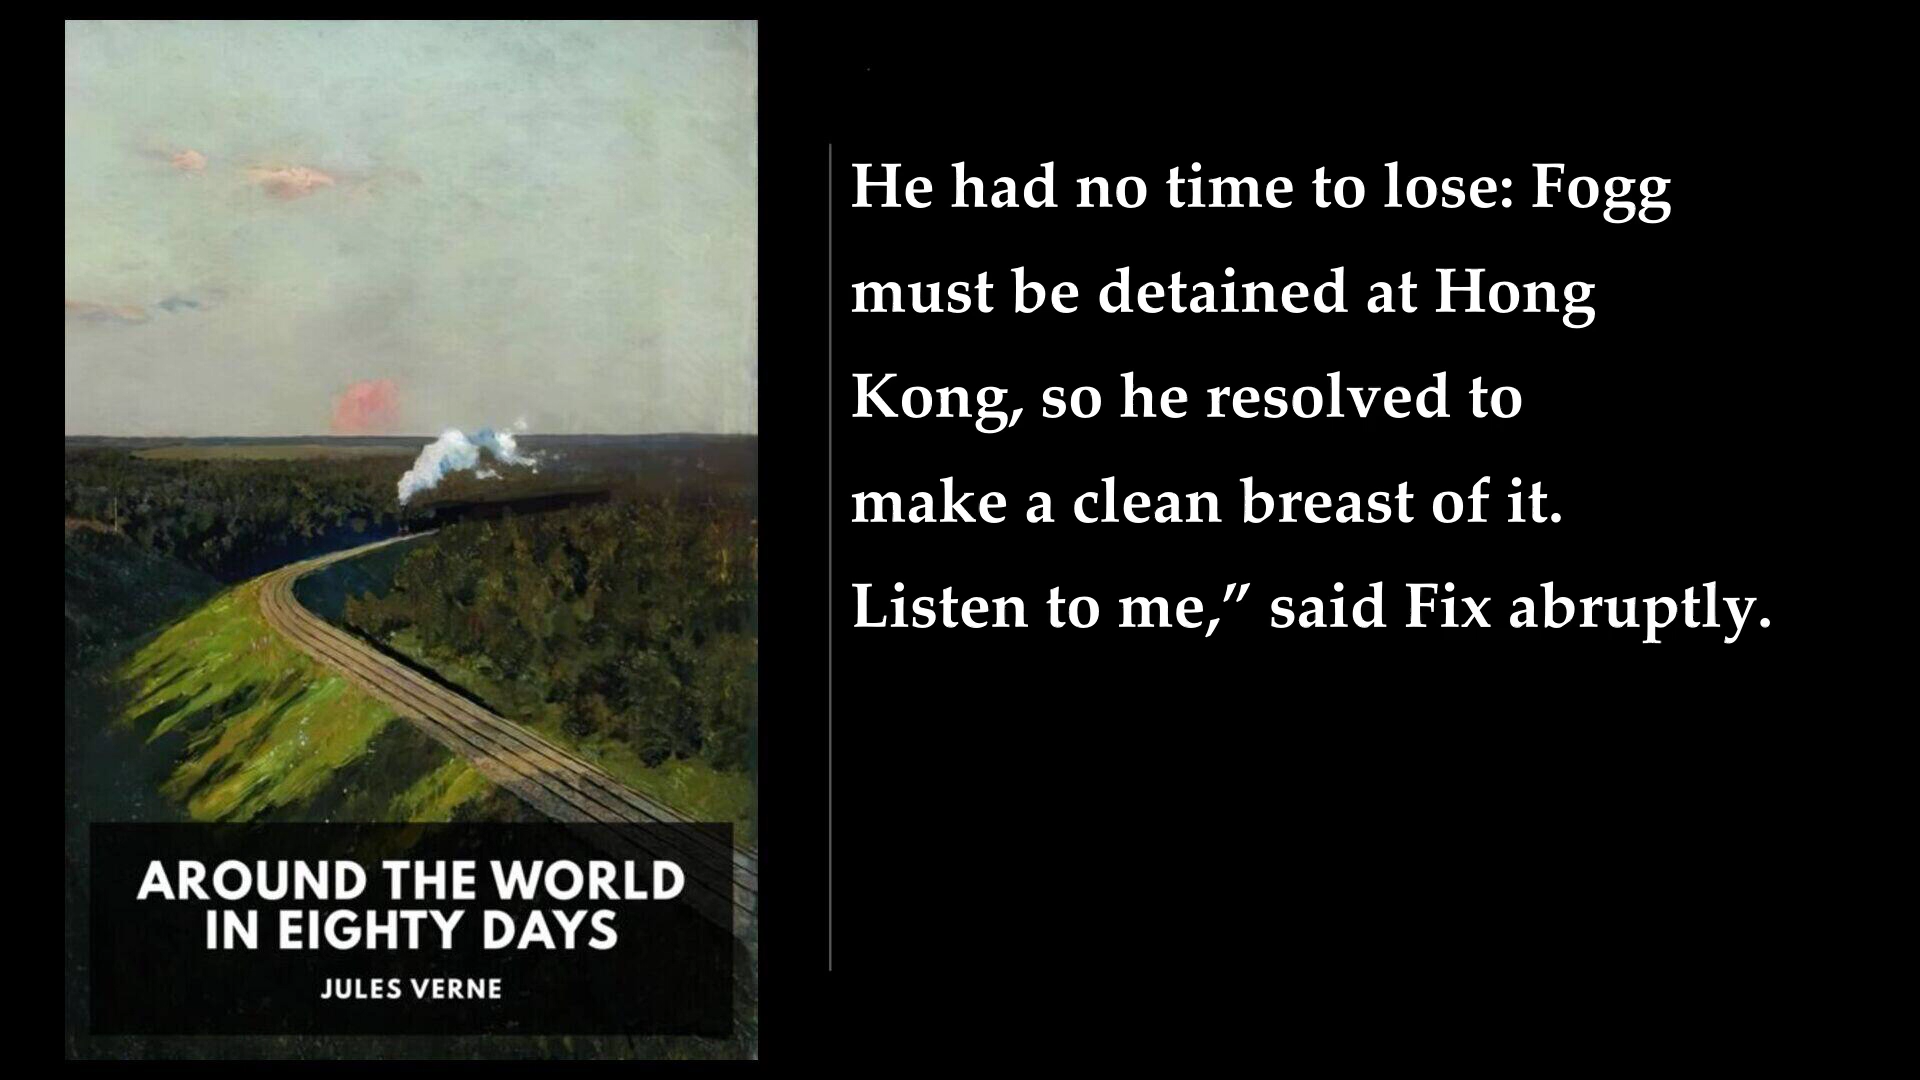 AROUND THE WORLD
IN EIGHTY DAYS
JULES VERNE
He had no time to lose: Fogg
must be detained at Hong
Kong, so he resolved to
make a clean breast of it.
Listen to me,” said Fix abruptly.